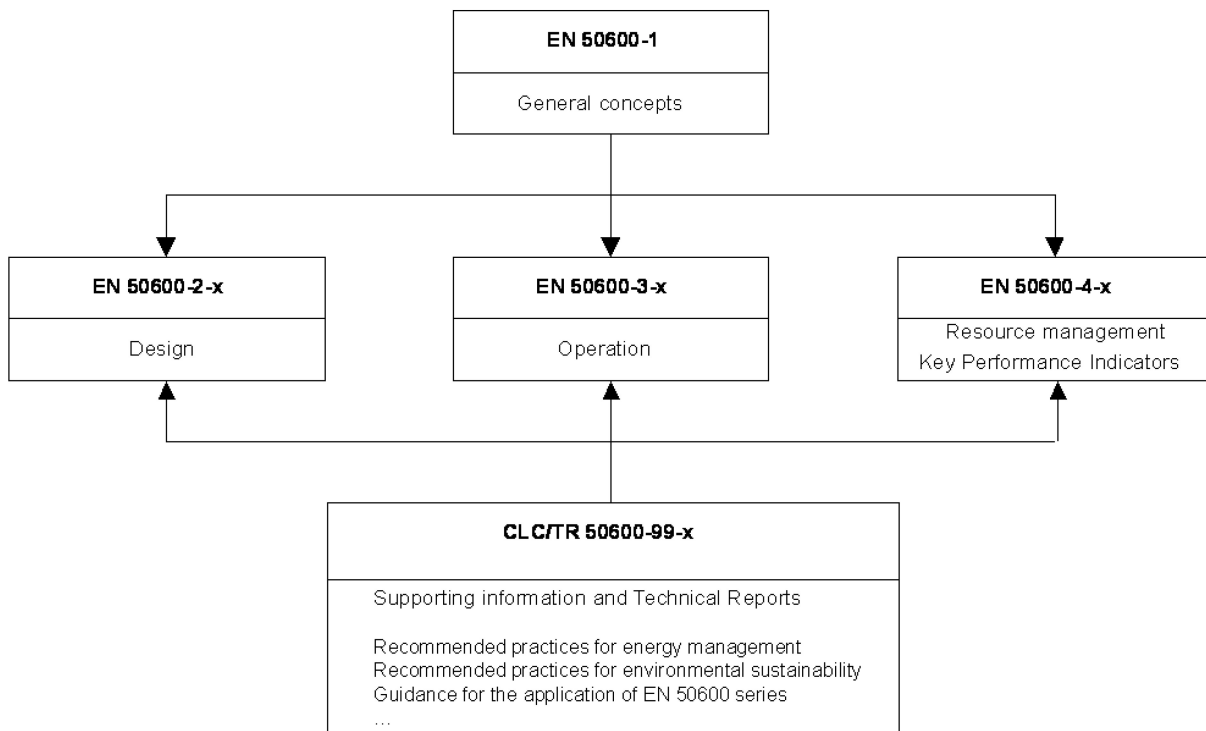 EN 50600-1
General concepts
EN 50600-2-x
Design
EN 50600-3-x
Operation
EN 50600-4-x
Resource management
Key Performance Indicators
CLC/TR 50600-99-x
Supporting information and Technical Reports
Recommended practices for energy management
Recommended practices for environmental sustainability
Guidance for the application of EN 50600 series
...